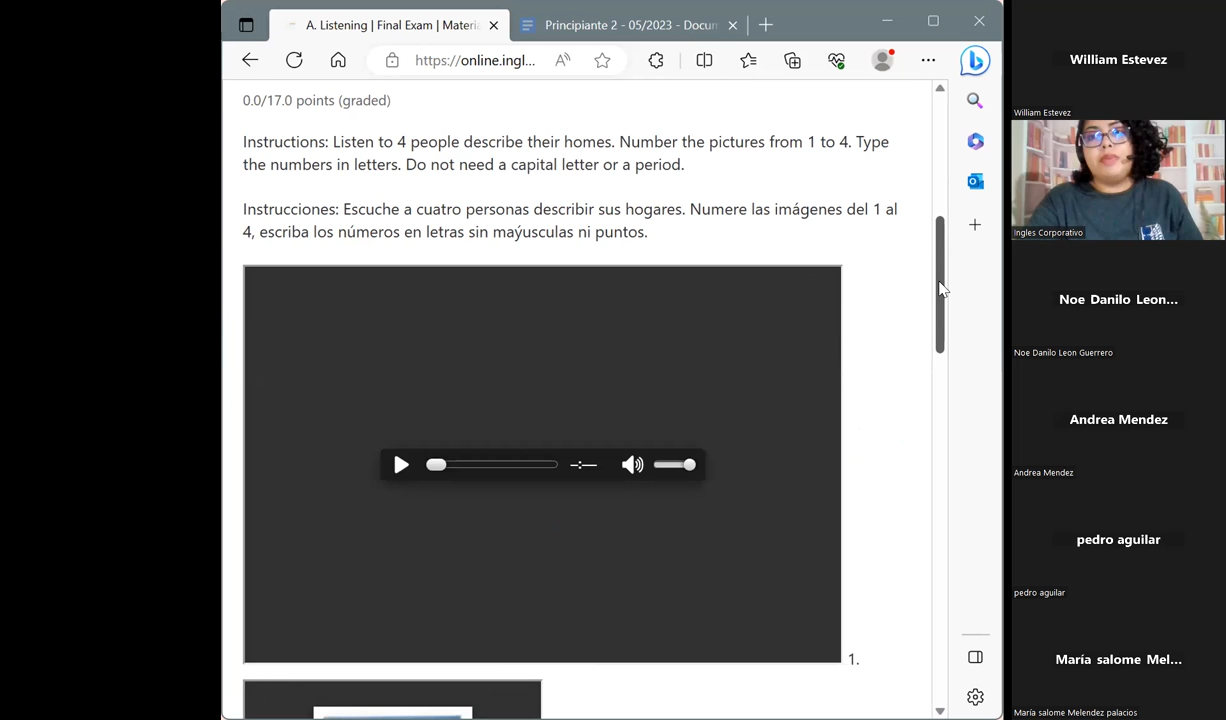 A. Listening | Final Exam | Materia
Principiante 2 - 05/2023 - Docum
https://online.ingl...
0.0/17.0 points (graded)
Instructions: Listen to 4 people describe their homes. Number the pictures from 1 to 4. Type
the numbers in letters. Do not need a capital letter or a period.
Instrucciones: Escuche a cuatro personas describir sus hogares. Numere las imágenes del 1 al
4, escriba los números en letras sin maýusculas ni puntos.
-:--
1.
William Estevez
William Estevez
Ingles Corporativo
Noe Danilo Leon...
Noe Danilo Leon Guerrero
Andrea Mendez
Andrea Mendez
pedro aguilar
pedro aguilar
María salome Mel...
María salome Melendez palacios